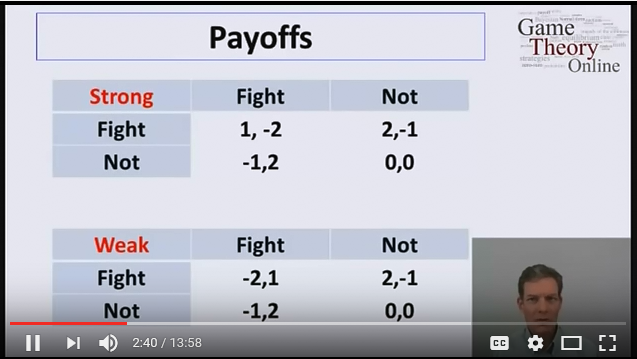 Payoffs
Game
Theory
Online
Strong Fight Not
Fight 1, -2 2,-1
Not -1,2 0,0
Weak Fight Not
Fight -2,1 2,-1
Not -1,2 0,0
2:40 / 13:58
CC